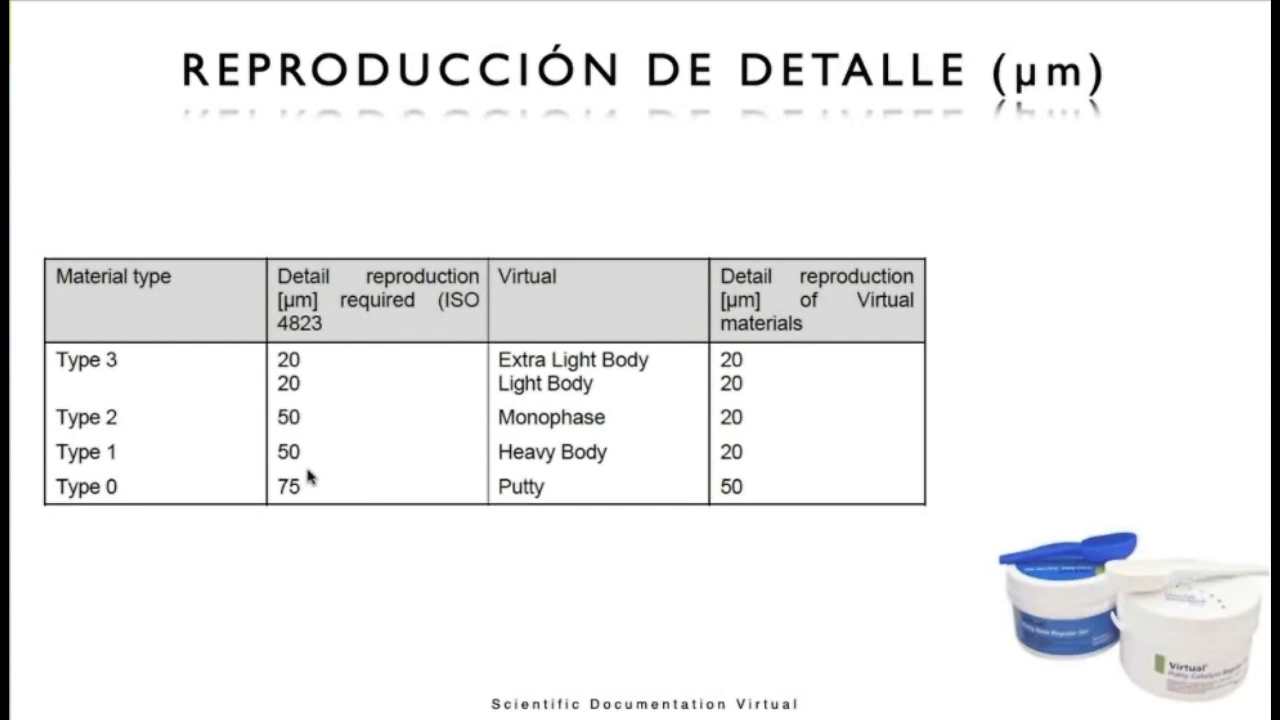 REPRODUCCIÓN DE DETALLE (µm)
Material type
Detail reproduction
[µm] required (ISO
4823
Virtual
Detail reproduction
[µm] of Virtual
materials
Type 3 20 Extra Light Body 20
20 Light Body 20
Type 2 50 Monophase 20
Type 1 50 Heavy Body 20
Type 0 75 Putty 50
Virtual
Scientific Documentation Virtual